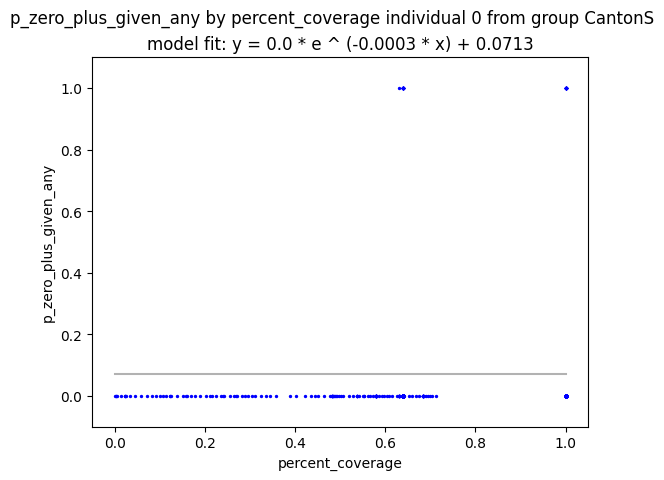 p_zero_plus_given_any by percent_coverage individual 0 from group CantonS
model fit: y = 0.0 * e ^ (-0.0003 * x) + 0.0713
1.0
0.8
0.6
0.4
0.2
0.0
p_zero_plus_given_any
0.0 0.2 0.4 0.6 0.8 1.0
percent_coverage